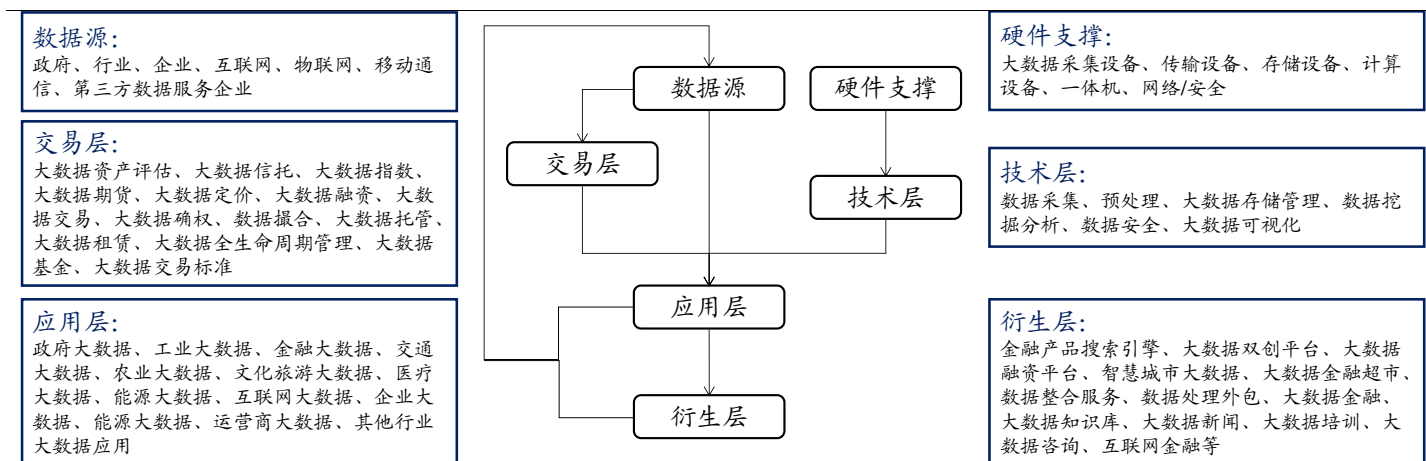 数据源：
政府、行业、企业、互联网、物联网、移动通
信、第三方数据服务企业
交易层：
大数据资产评估、大数据信托、大数据指数、
大数据期货、大数据定价、大数据融资、大数
据交易、大数据确权、数据撮合、大数据托管、
大数据租赁、大数据全生命周期管理、大数据
基金、大数据交易标准
应用层：
政府大数据、工业大数据、金融大数据、交通
大数据、农业大数据、文化旅游大数据、医疗
大数据、能源大数据、互联网大数据、企业大
数据、能源大数据、运营商大数据、其他行业
大数据应用
数据源
硬件支撑
交易层
技术层
应用层
衍生层
硬件支撑：
大数据采集设备、传输设备、存储设备、计算
设备、一体机、网络/安全
技术层：
数据采集、预处理、大数据存储管理、数据挖
掘分析、数据安全、大数据可视化
衍生层：
金融产品搜索引擎、大数据双创平台、大数据
融资平台、智慧城市大数据、大数据金融超市、
数据整合服务、数据处理外包、大数据金融、
大数据知识库、大数据新闻、大数据培训、大
数据咨询、互联网金融等